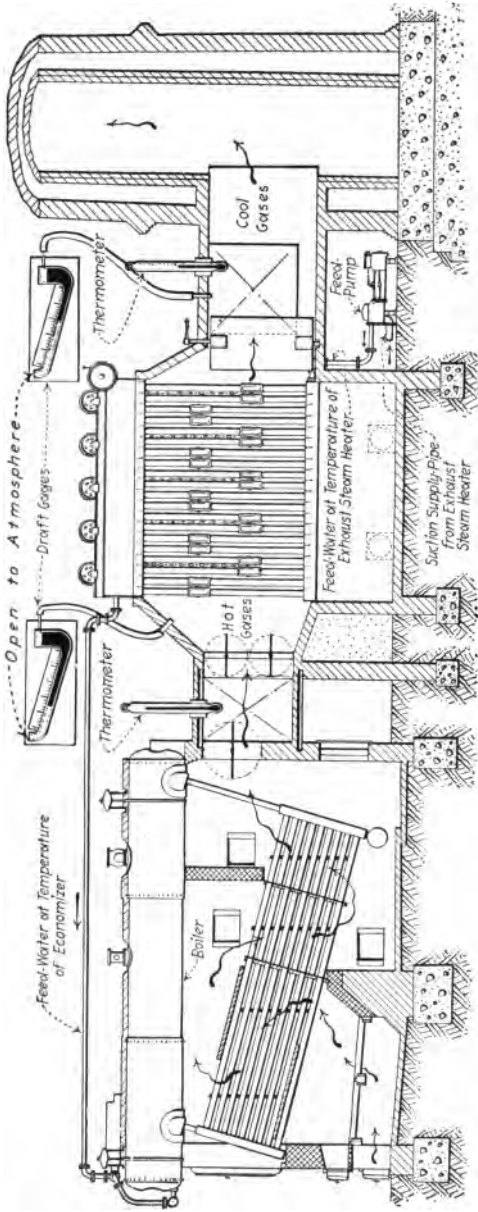 Open to Atmosphere
Draft Gages
Thermometer
Thermometer
Feed-Water at Temperature
of Economizer
Boiler
Hot
Gases
Cool
Gases
Feed-
Pump
Feed-Water at Temperature of
Exhaust Steam Heater
Suction Supply Pipe
from Exhaust
Steam Heater